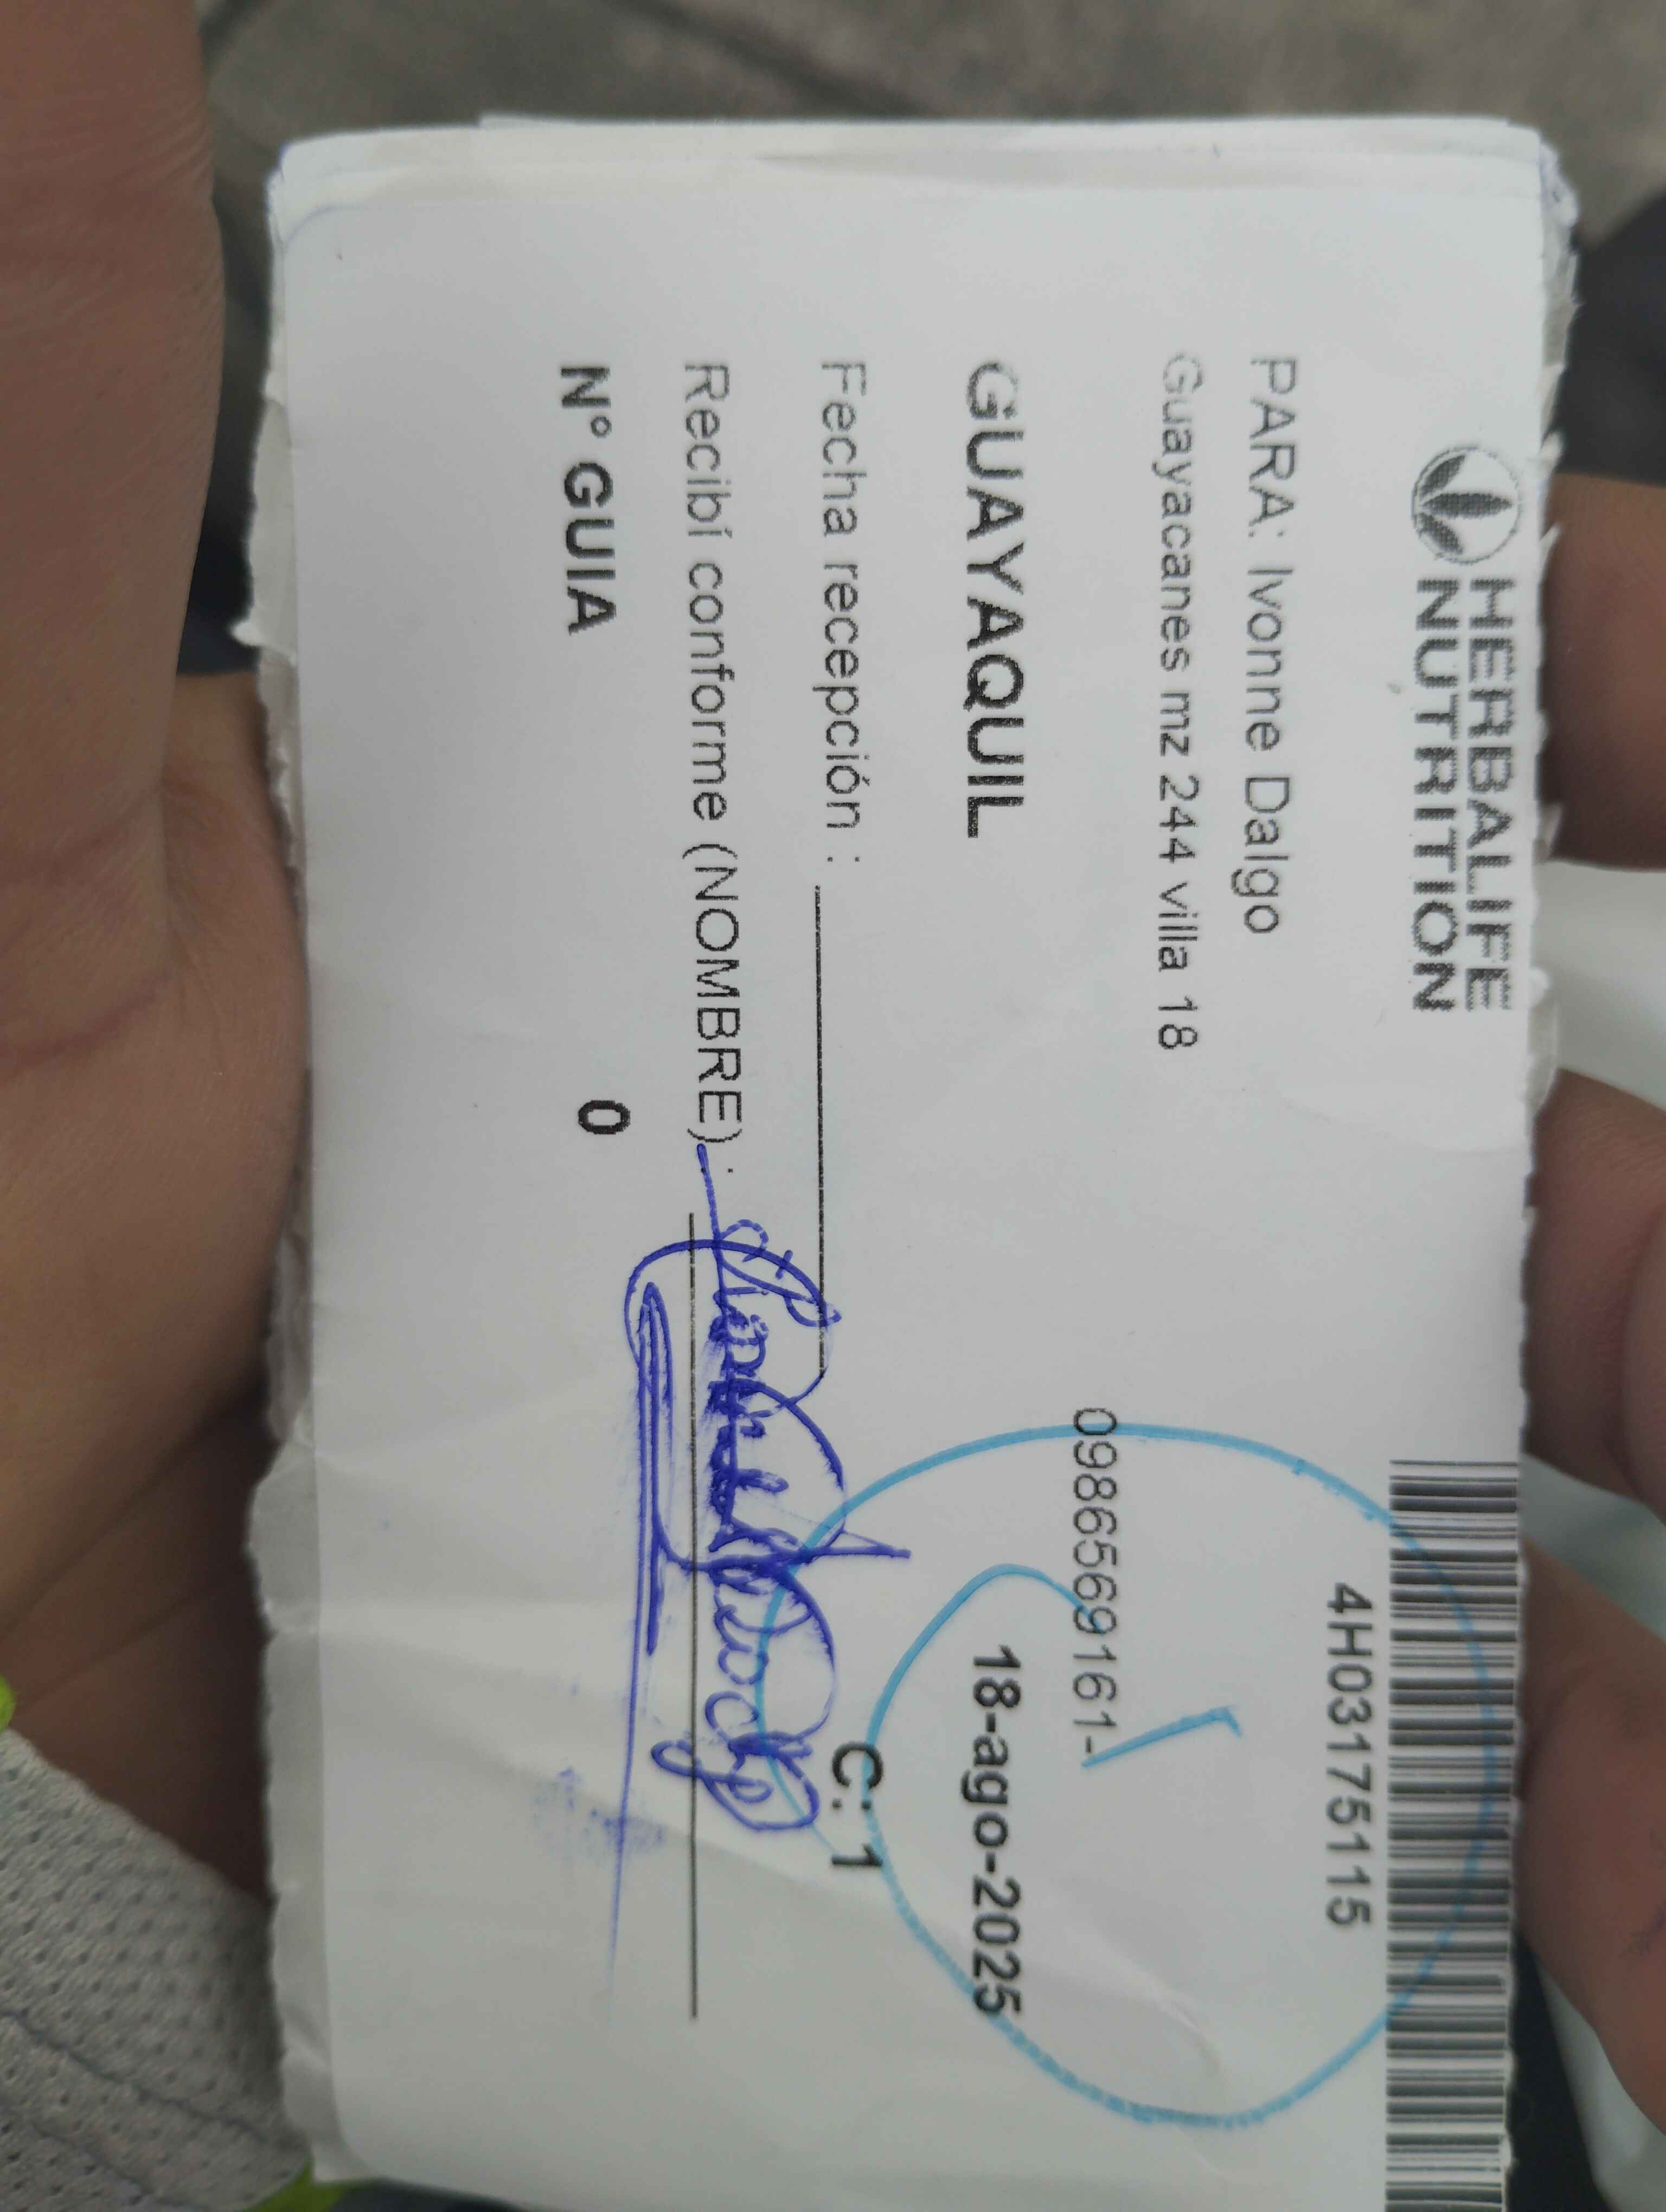 HERBALIFE
NUTRITION
4H03175115
PARA: Ivonne Dalgo
Guayacanes mz 244 villa 18
0986569161-
GUAYAQUIL
18-ago-2025
Fecha recepción :
C: 1
Recibí conforme (NOMBRE) :
N° GUIA 0